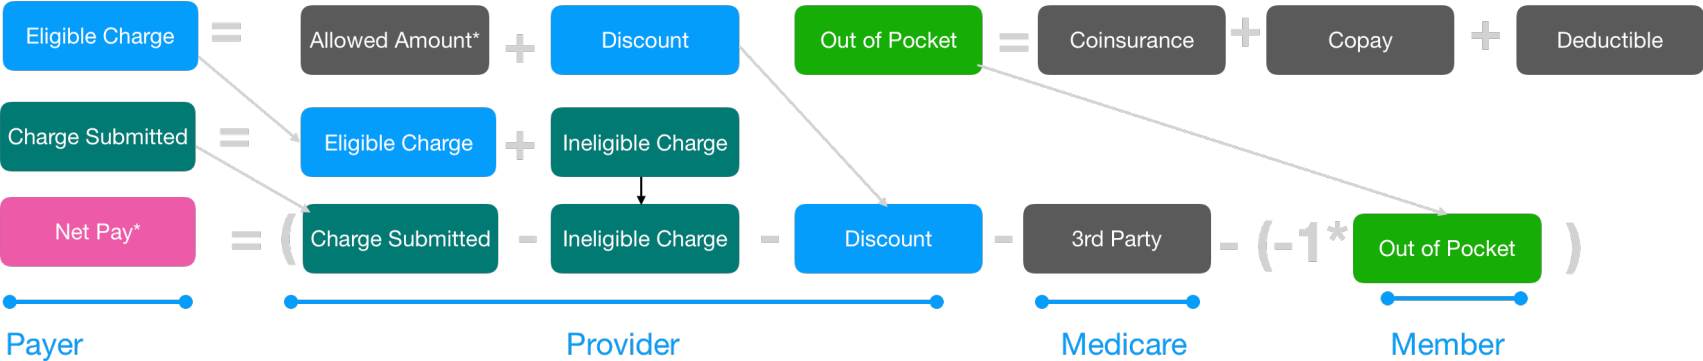 Eligible Charge = Allowed Amount* + Discount
Out of Pocket = Coinsurance + Copay + Deductible
Charge Submitted = Eligible Charge + Ineligible Charge
Net Pay* = ( Charge Submitted - Ineligible Charge - Discount - 3rd Party - (-1* Out of Pocket )
Payer Provider Medicare Member